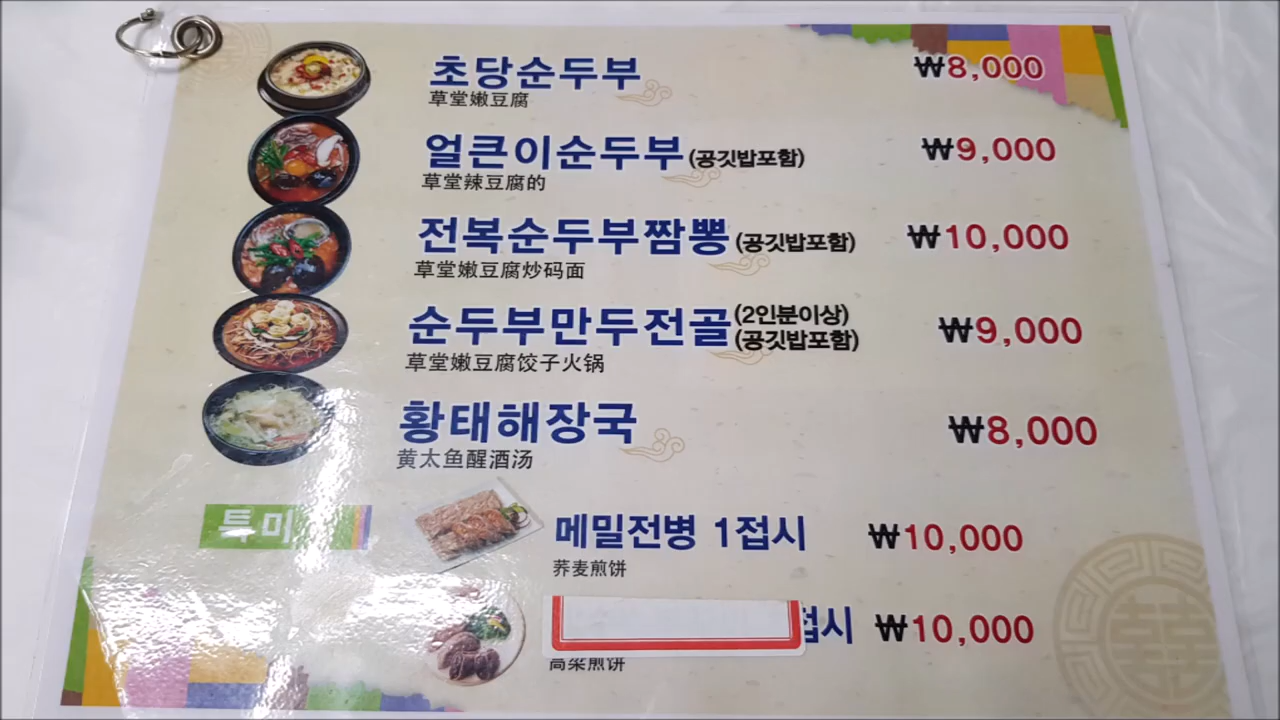 초당순두부 ₩8,000
草堂嫩豆腐
얼큰이순두부 (공깃밥포함) ₩9,000
草堂辣豆腐的
전복순두부짬뽕 (공깃밥포함) ₩10,000
草堂嫩豆腐炒码面
순두부만두전골 (2인분이상) (공깃밥포함) ₩9,000
草堂嫩豆腐饺子火锅
황태해장국 ₩8,000
黄太鱼醒酒汤
특미
메밀전병 1접시 ₩10,000
荞麦煎饼
접시 ₩10,000
高粱煎饼